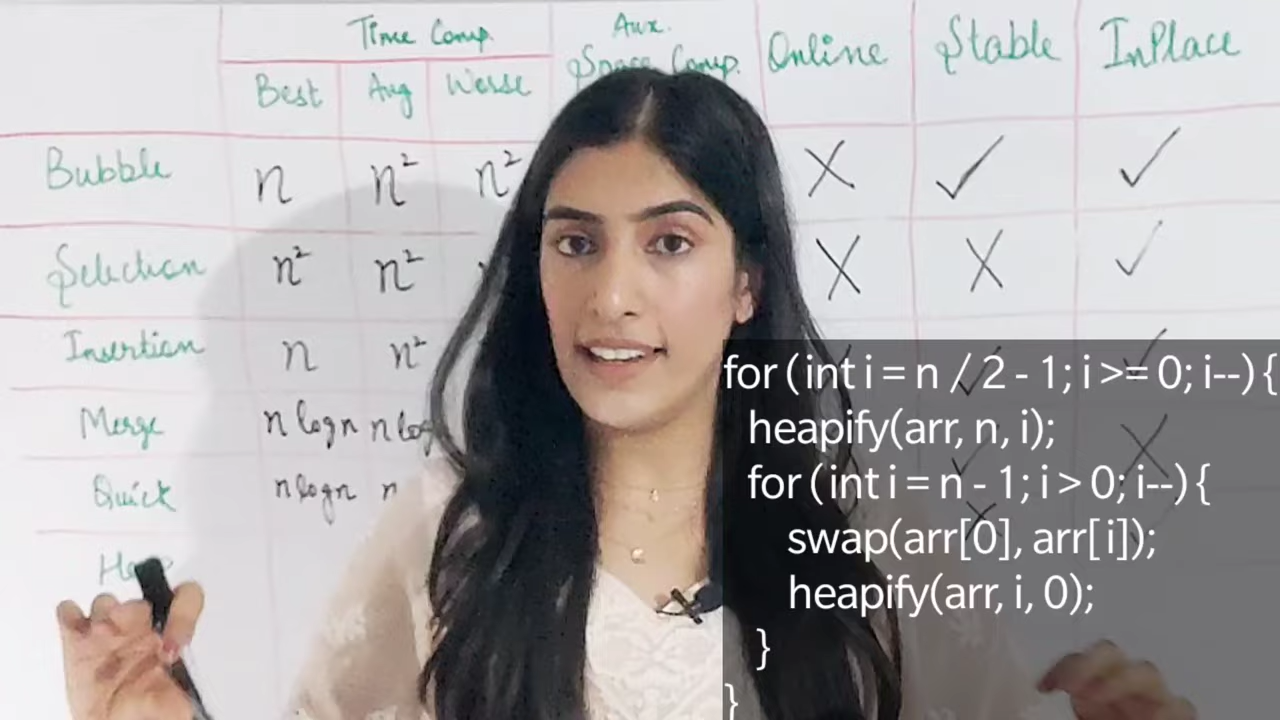 Time Comp. Aux. Space Comp. Online Stable InPlace
Best Avg Worse
Bubble n n² n² X ✓ ✓
Selection n² n² X X ✓
Insertion n n² ✓ ✓
Merge n log n n log ✓ X
Quick n log n n X
for (int i = n / 2 - 1; i >= 0; i--) {
heapify(arr, n, i);
for (int i = n - 1; i > 0; i--) {
swap(arr[0], arr[i]);
heapify(arr, i, 0);
}
}